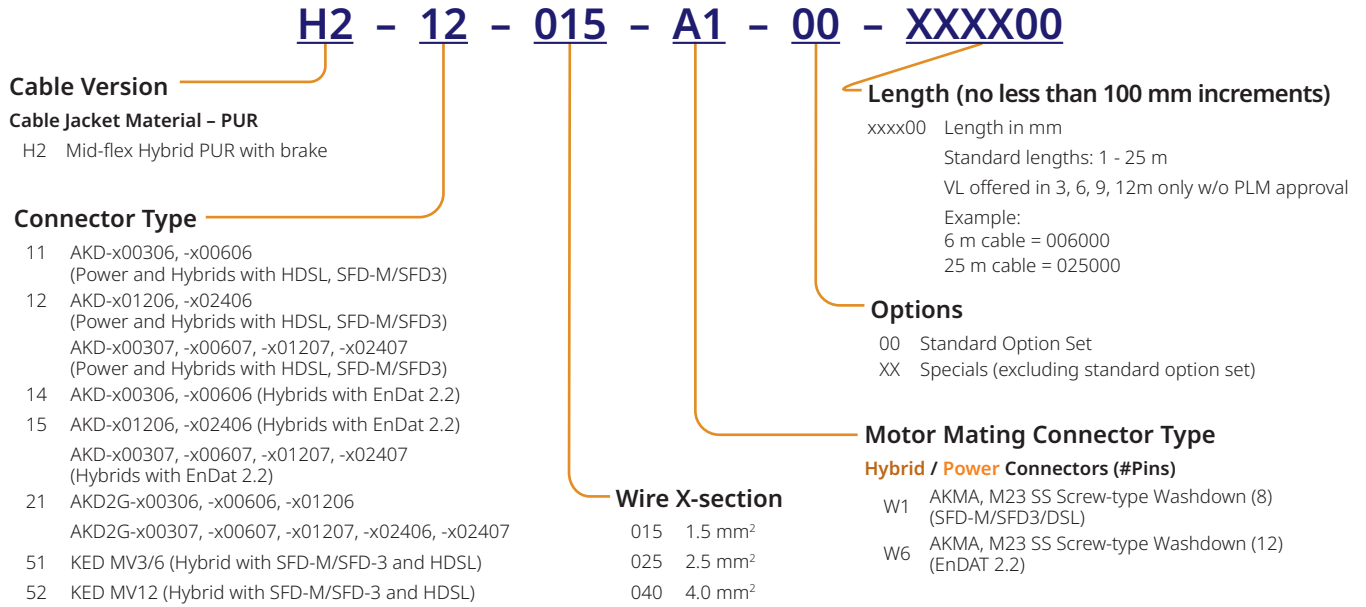 H2 – 12 – 015 – A1 – 00 – XXXX00
Cable Version
Cable Jacket Material – PUR
H2 Mid-flex Hybrid PUR with brake
Connector Type
11 AKD-x00306, -x00606
(Power and Hybrids with HDSL, SFD-M/SFD3)
12 AKD-x01206, -x02406
(Power and Hybrids with HDSL, SFD-M/SFD3)
AKD-x00307, -x00607, -x01207, -x02407
(Power and Hybrids with HDSL, SFD-M/SFD3)
14 AKD-x00306, -x00606 (Hybrids with EnDat 2.2)
15 AKD-x01206, -x02406 (Hybrids with EnDat 2.2)
AKD-x00307, -x00607, -x01207, -x02407
(Hybrids with EnDat 2.2)
21 AKD2G-x00306, -x00606, -x01206
AKD2G-x00307, -x00607, -x01207, -x02406, -x02407
51 KED MV3/6 (Hybrid with SFD-M/SFD-3 and HDSL)
52 KED MV12 (Hybrid with SFD-M/SFD-3 and HDSL)
Wire X-section
015 1.5 mm²
025 2.5 mm²
040 4.0 mm²
Length (no less than 100 mm increments)
xxxx00 Length in mm
Standard lengths: 1 - 25 m
VL offered in 3, 6, 9, 12m only w/o PLM approval
Example:
6 m cable = 006000
25 m cable = 025000
Options
00 Standard Option Set
XX Specials (excluding standard option set)
Motor Mating Connector Type
Hybrid / Power Connectors (#Pins)
W1 AKMA, M23 SS Screw-type Washdown (8)
(SFD-M/SFD3/DSL)
W6 AKMA, M23 SS Screw-type Washdown (12)
(EnDAT 2.2)